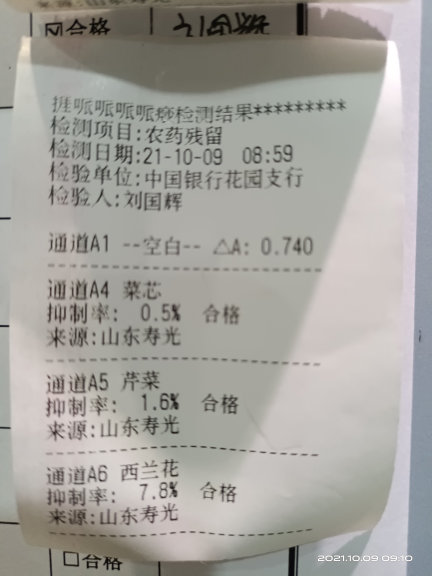 ☑合格
来源:山东寿光
检测结果*********
检测项目:农药残留
检测日期:21-10-09 08:59
检验单位:中国银行花园支行
检验人:刘国辉
通道A1 --空白-- △A: 0.740
通道A4 菜芯
抑制率: 0.5% 合格
来源:山东寿光
通道A5 芹菜
抑制率: 1.6% 合格
来源:山东寿光
通道A6 西兰花
抑制率: 7.8% 合格
来源:山东寿光
☐合格
2021.10.09 09:10